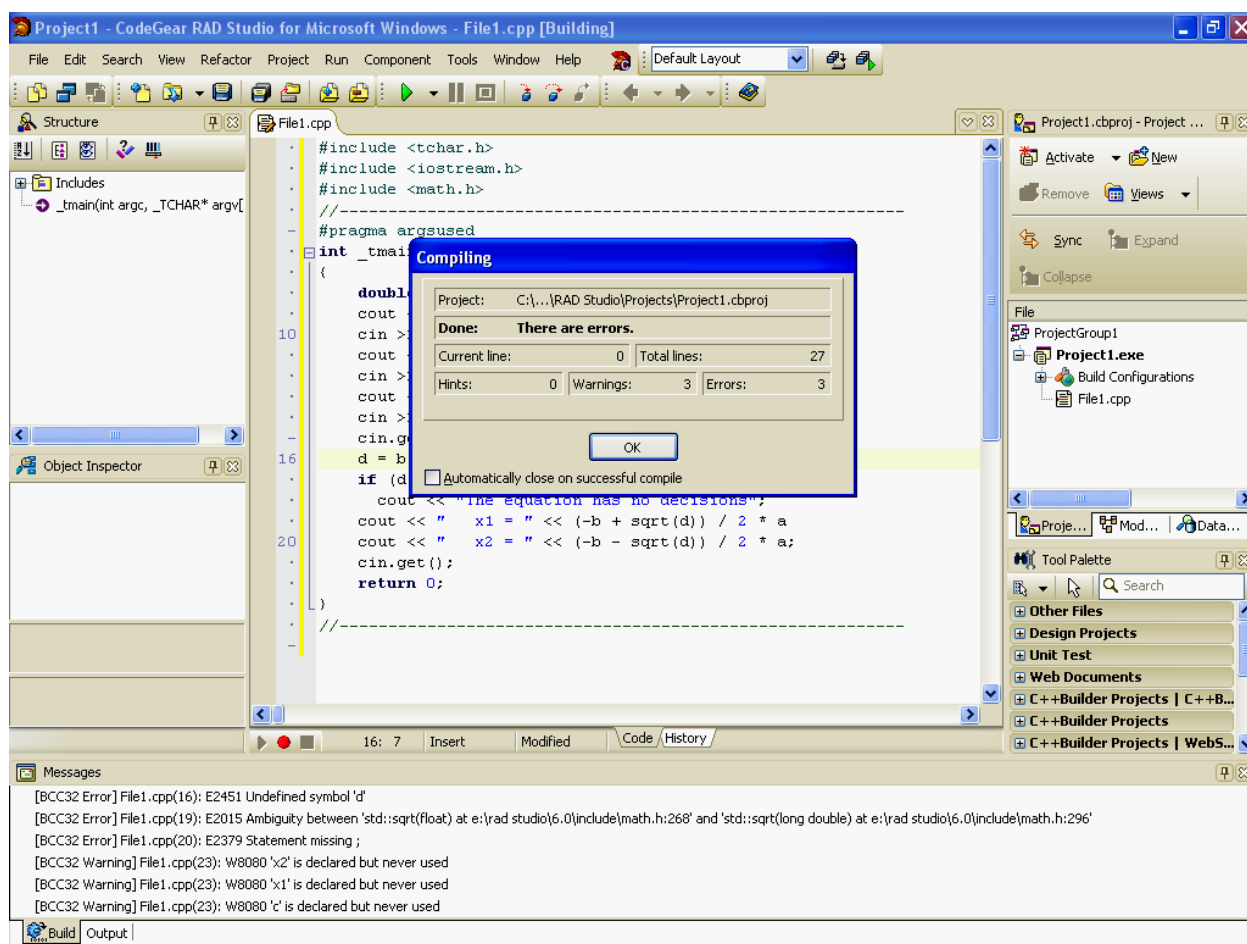 Project1 - CodeGear RAD Studio for Microsoft Windows - File1.cpp [Building]
File Edit Search View Refactor Project Run Component Tools Window Help Default Layout
Structure
Includes
_tmain(int argc, _TCHAR* argv[
Object Inspector
File1.cpp
#include <tchar.h>
#include <iostream.h>
#include <math.h>
//---------------------------------------------------------
#pragma argsused
int _tmai
{
doubl
cout
10 cin >
cout
cin >
cout
cin >
cin.g
16 d = b
if (d
cout << "The equation has no decisions";
cout << "   x1 = " << (-b + sqrt(d)) / 2 * a
20 cout << "   x2 = " << (-b - sqrt(d)) / 2 * a;
cin.get();
return 0;
}
//---------------------------------------------------------
Compiling
Project: C:\...\RAD Studio\Projects\Project1.cbproj
Done: There are errors.
Current line: 0 Total lines: 27
Hints: 0 Warnings: 3 Errors: 3
OK
Automatically close on successful compile
16: 7 Insert Modified Code History
Project1.cbproj - Project ...
Activate New
Remove Views
Sync Expand
Collapse
File
ProjectGroup1
Project1.exe
Build Configurations
File1.cpp
Proje... Mod... Data...
Tool Palette
Search
Other Files
Design Projects
Unit Test
Web Documents
C++Builder Projects | C++B...
C++Builder Projects
C++Builder Projects | WebS...
Messages
[BCC32 Error] File1.cpp(16): E2451 Undefined symbol 'd'
[BCC32 Error] File1.cpp(19): E2015 Ambiguity between 'std::sqrt(float) at e:\rad studio\6.0\include\math.h:268' and 'std::sqrt(long double) at e:\rad studio\6.0\include\math.h:296'
[BCC32 Error] File1.cpp(20): E2379 Statement missing ;
[BCC32 Warning] File1.cpp(23): W8080 'x2' is declared but never used
[BCC32 Warning] File1.cpp(23): W8080 'x1' is declared but never used
[BCC32 Warning] File1.cpp(23): W8080 'c' is declared but never used
Build Output